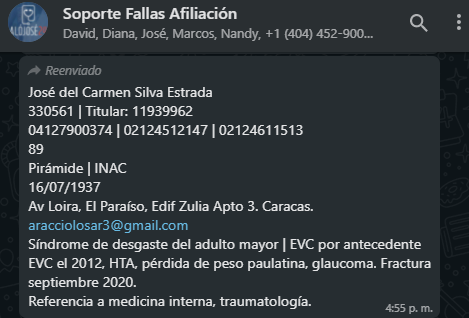 Soporte Fallas Afiliación
David, Diana, José, Marcos, Nandy, +1 (404) 452-900...
ALÓJOSÉ
Reenviado
José del Carmen Silva Estrada
330561 | Titular: 11939962
04127900374 | 02124512147 | 02124611513
89
Pirámide | INAC
16/07/1937
Av Loira, El Paraíso, Edif Zulia Apto 3. Caracas.
aracciolosar3@gmail.com
Síndrome de desgaste del adulto mayor | EVC por antecedente
EVC el 2012, HTA, pérdida de peso paulatina, glaucoma. Fractura
septiembre 2020.
Referencia a medicina interna, traumatología.
4:55 p. m.